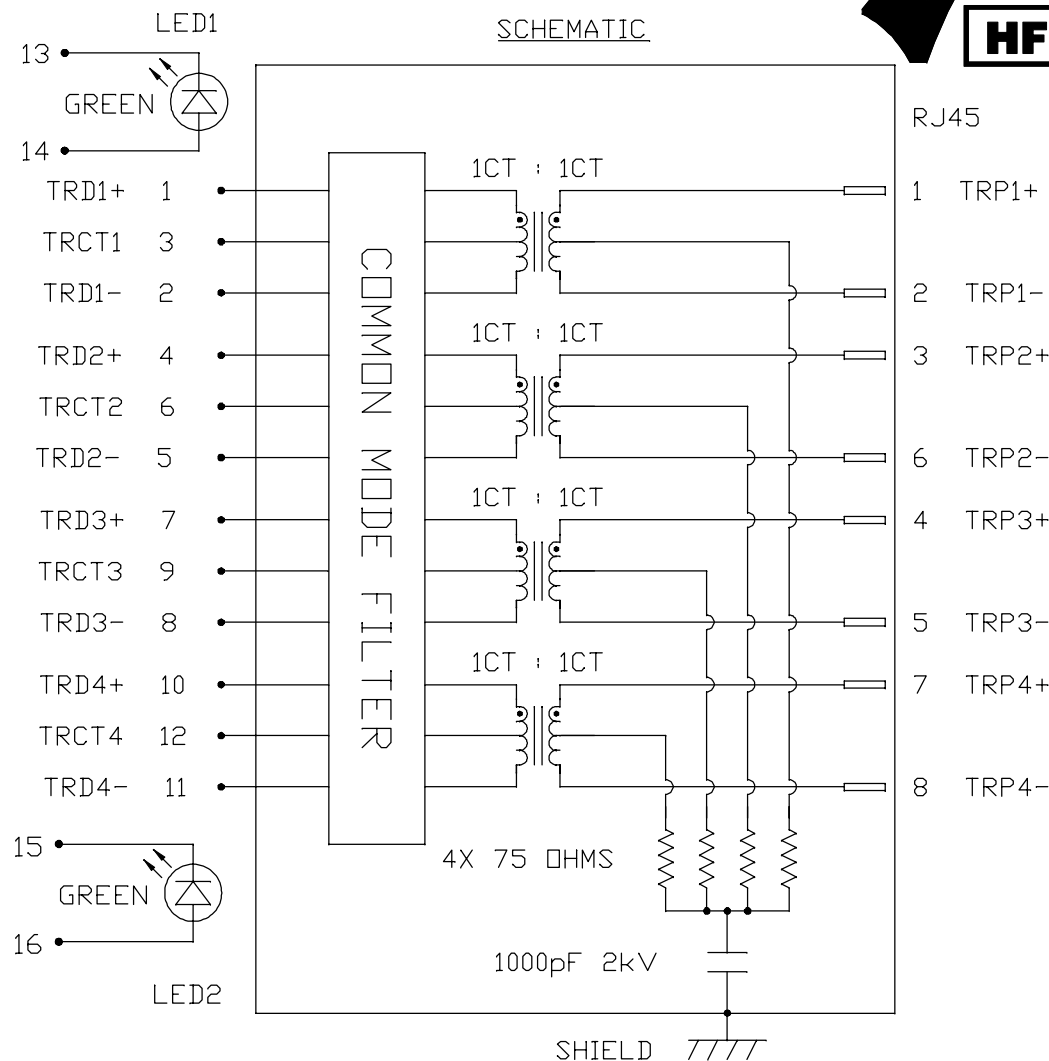 LED1
SCHEMATIC
HF
13
GREEN
14
RJ45
1CT : 1CT
TRD1+ 1
1 TRP1+
TRCT1 3
TRD1- 2
2 TRP1-
1CT : 1CT
TRD2+ 4
3 TRP2+
TRCT2 6
TRD2- 5
6 TRP2-
COMMON MODE FILTER
1CT : 1CT
TRD3+ 7
4 TRP3+
TRCT3 9
TRD3- 8
5 TRP3-
1CT : 1CT
TRD4+ 10
7 TRP4+
TRCT4 12
TRD4- 11
8 TRP4-
15
GREEN
16
LED2
4X 75 OHMS
1000pF 2kV
SHIELD